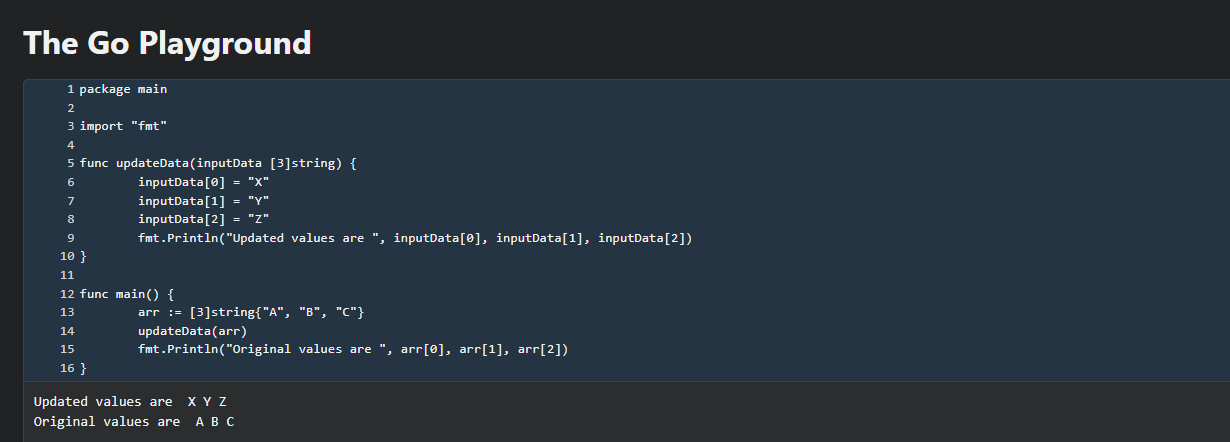 The Go Playground
1 package main
2
3 import "fmt"
4
5 func updateData(inputData [3]string) {
6         inputData[0] = "X"
7         inputData[1] = "Y"
8         inputData[2] = "Z"
9         fmt.Println("Updated values are ", inputData[0], inputData[1], inputData[2])
10 }
11
12 func main() {
13         arr := [3]string{"A", "B", "C"}
14         updateData(arr)
15         fmt.Println("Original values are ", arr[0], arr[1], arr[2])
16 }
Updated values are  X Y Z
Original values are  A B C